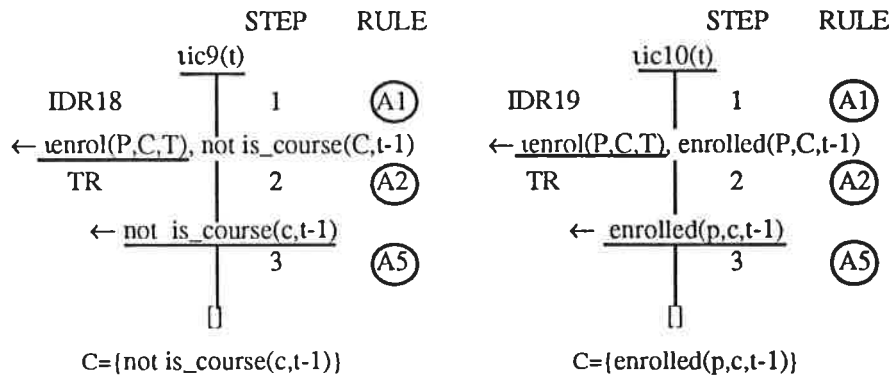 STEP RULE
ιic9(t)
IDR18 1 A1
← ιenrol(P,C,T), not is_course(C,t-1)
TR 2 A2
← not is_course(c,t-1)
3 A5
[]
C={not is_course(c,t-1)}
STEP RULE
ιic10(t)
IDR19 1 A1
← ιenrol(P,C,T), enrolled(P,C,t-1)
TR 2 A2
← enrolled(p,c,t-1)
3 A5
[]
C={enrolled(p,c,t-1)}